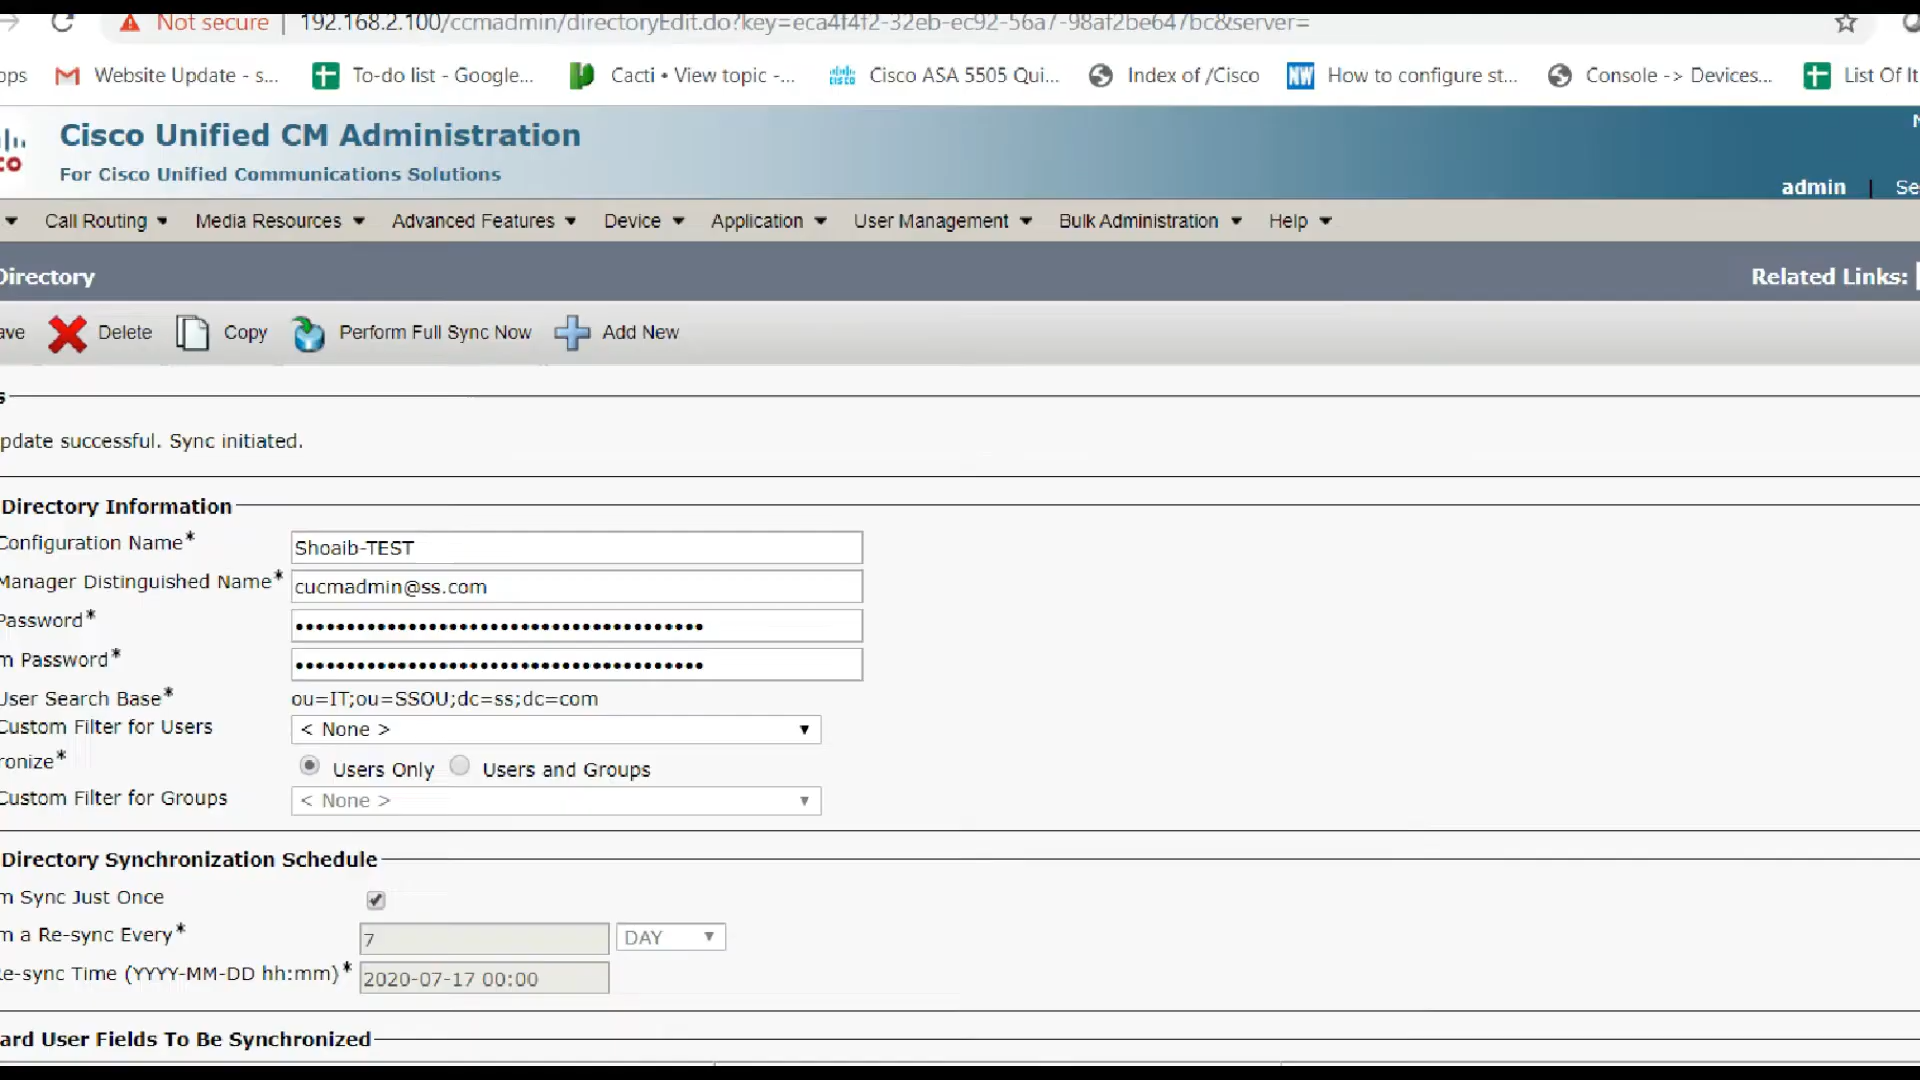 Not secure | 192.168.2.100/ccmadmin/directoryEdit.do?key=eca4f4f2-32eb-ec92-56a7-98af2be647bc&server=
ops Website Update - s... To-do list - Google... Cacti • View topic -... Cisco ASA 5505 Qui... Index of /Cisco NW How to configure st... Console -> Devices... List Of It
Cisco Unified CM Administration
For Cisco Unified Communications Solutions
admin | Se
Call Routing Media Resources Advanced Features Device Application User Management Bulk Administration Help
Directory Related Links:
ave Delete Copy Perform Full Sync Now Add New
s
pdate successful. Sync initiated.
Directory Information
Configuration Name* Shoaib-TEST
Manager Distinguished Name* cucmadmin@ss.com
Password*
m Password*
User Search Base* ou=IT;ou=SSOU;dc=ss;dc=com
Custom Filter for Users < None >
ronize* Users Only Users and Groups
Custom Filter for Groups < None >
Directory Synchronization Schedule
m Sync Just Once
m a Re-sync Every* 7 DAY
Re-sync Time (YYYY-MM-DD hh:mm)* 2020-07-17 00:00
ard User Fields To Be Synchronized